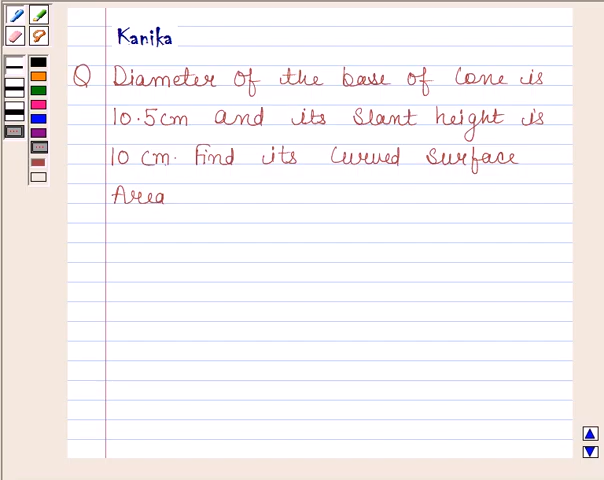 Kanika
Q Diameter of the base of Cone is
10.5cm and its Slant height is
10 cm. Find its Curved Surface
Area